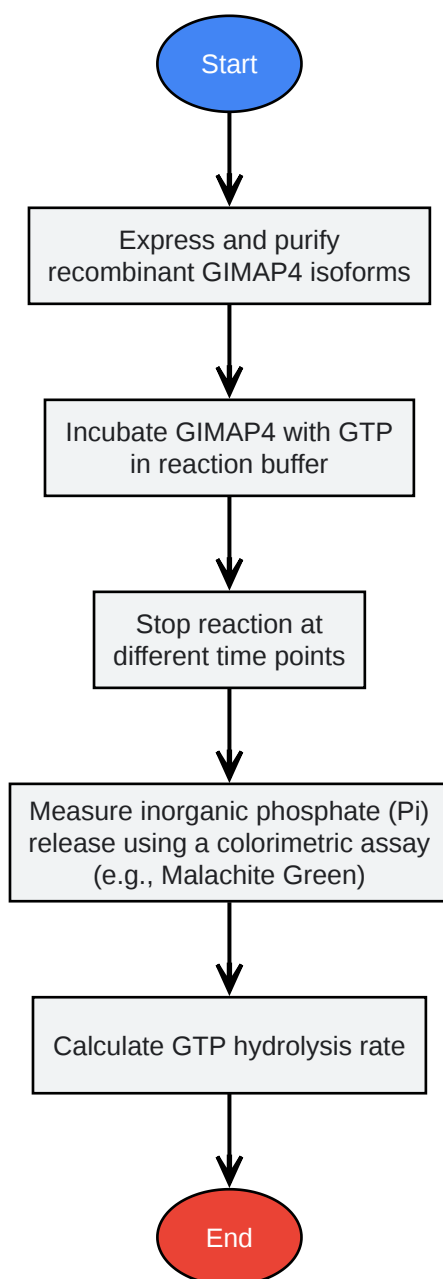 Start
Express and purify
recombinant GIMAP4 isoforms
Incubate GIMAP4 with GTP
in reaction buffer
Stop reaction at
different time points
Measure inorganic phosphate (Pi)
release using a colorimetric assay
(e.g., Malachite Green)
Calculate GTP hydrolysis rate
End